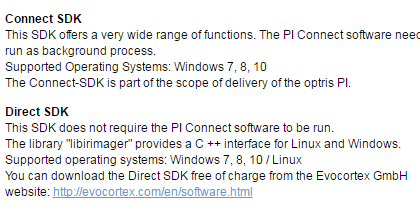 Connect SDK
This SDK offers a very wide range of functions. The PI Connect software need
run as background process.
Supported Operating Systems: Windows 7, 8, 10
The Connect-SDK is part of the scope of delivery of the optris PI.
Direct SDK
This SDK does not require the PI Connect software to be run.
The library "libirimager" provides a C ++ interface for Linux and Windows.
Supported operating systems: Windows 7, 8, 10 / Linux
You can download the Direct SDK free of charge from the Evocortex GmbH
website: http://evocortex.com/en/software.html